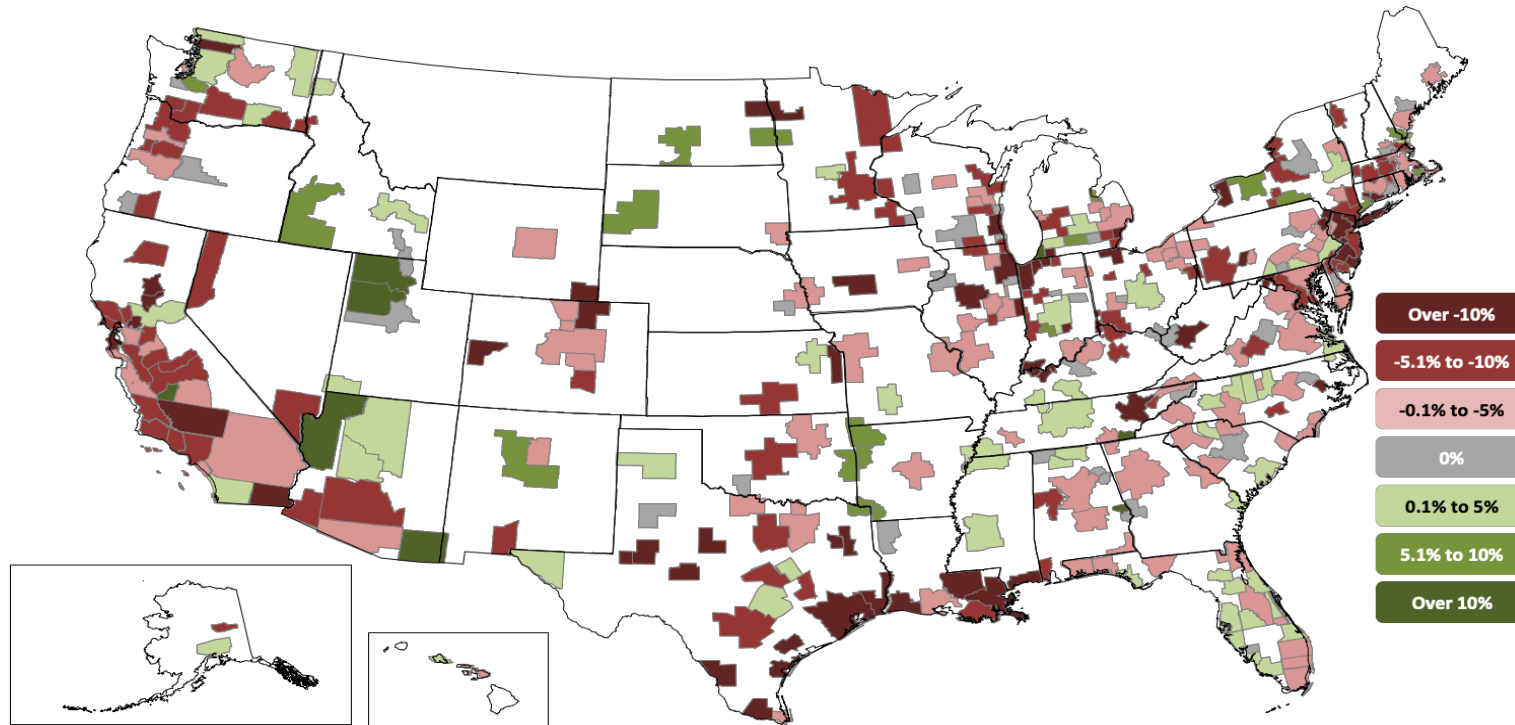 Over -10%
-5.1% to -10%
-0.1% to -5%
0%
0.1% to 5%
5.1% to 10%
Over 10%